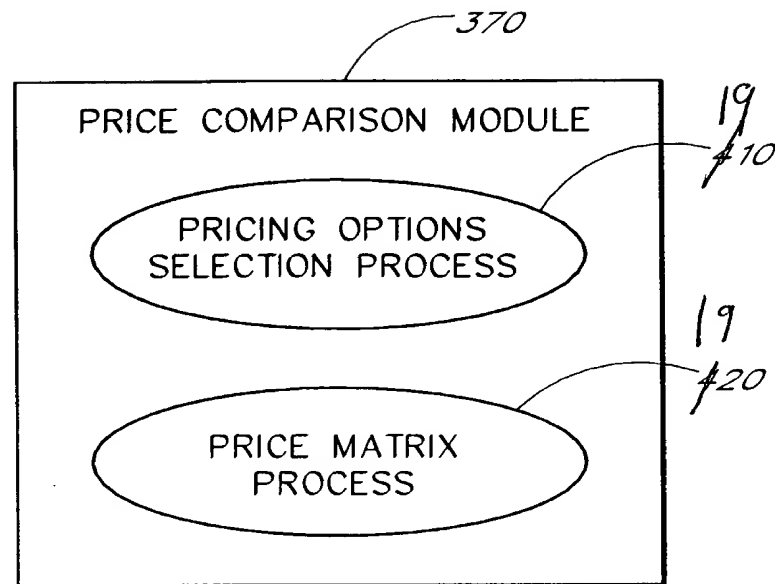 370
PRICE COMPARISON MODULE
19
410
PRICING OPTIONS
SELECTION PROCESS
19
420
PRICE MATRIX
PROCESS